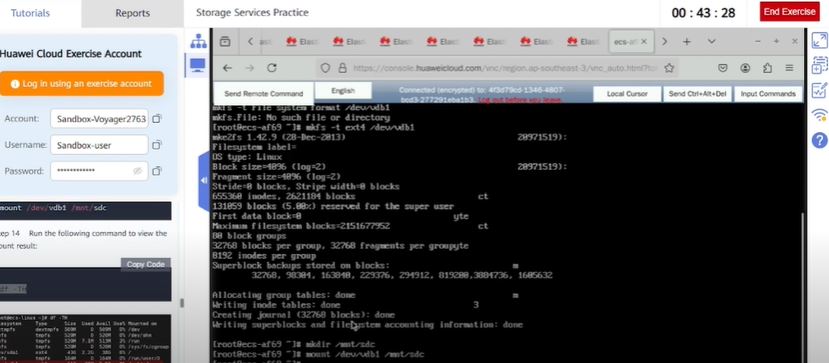 Tutorials
Reports
Storage Services Practice
00 : 43 : 28
End Exercise
Huawei Cloud Exercise Account
Log in using an exercise account
Account:
Sandbox-Voyager2763
Username:
Sandbox-user
Password:
mount /dev/vdb1 /mnt/sdc
ep 14 Run the following command to view the
ount result:
Copy Code
df -TH
https://console.huaweicloud.com/vnc/region.ap-southeast-3/vnc_auto.html?to
Send Remote Command
English
Connected (encrypted) to: 4f3d79cd-1346-4807-
bcd3-277291eba1b3. Log out before you leave.
Local Cursor
Send Ctrl+Alt+Del
Input Commands
mkfs -t File system format /dev/vdb1
mkfs.File: No such file or directory
[root@ecs-af69 ~]# mkfs -t ext4 /dev/vdb1
mke2fs 1.42.9 (28-Dec-2013) 20971519):
Filesystem label=
OS type: Linux
Block size=4096 (log=2) 20971519):
Fragment size=4096 (log=2)
Stride=0 blocks, Stripe width=0 blocks
655360 inodes, 2621184 blocks ct
131059 blocks (5.00%) reserved for the super user
First data block=0 yte
Maximum filesystem blocks=2151677952 ct
80 block groups
32768 blocks per group, 32768 fragments per groupyte
8192 inodes per group
Superblock backups stored on blocks: m
32768, 98304, 163840, 229376, 294912, 819200,3884736, 1605632
Allocating group tables: done m
Writing inode tables: done 3
Creating journal (32768 blocks): done
Writing superblocks and filesystem accounting information: done
[root@ecs-af69 ~]# mkdir /mnt/sdc
[root@ecs-af69 ~]# mount /dev/vdb1 /mnt/sdc